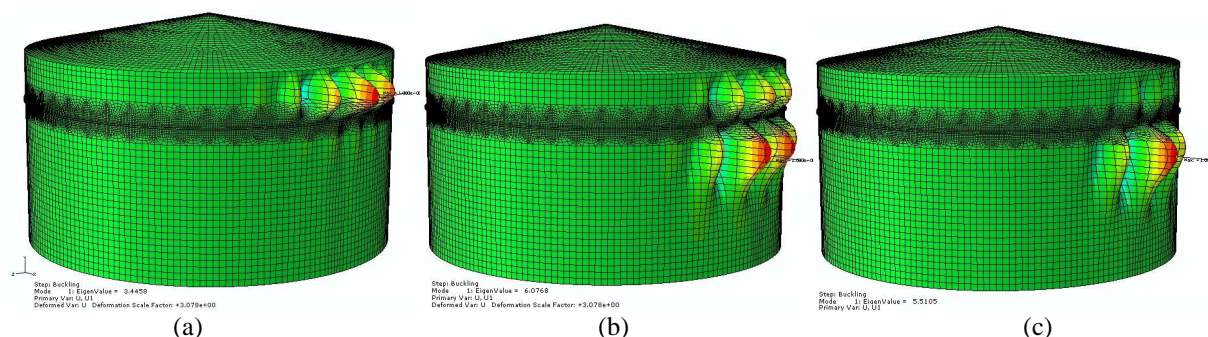 Step: Buckling
Mode 1: EigenValue = 3.4458
Primary Var: U, U1
Deformed Var: U Deformation Scale Factor: +3.078e+00
(a)
Step: Buckling
Mode 1: EigenValue = 6.0768
Primary Var: U, U1
Deformed Var: U Deformation Scale Factor: +3.078e+00
(b)
Step: Buckling
Mode 1: EigenValue = 5.5105
Primary Var: U, U1
(c)